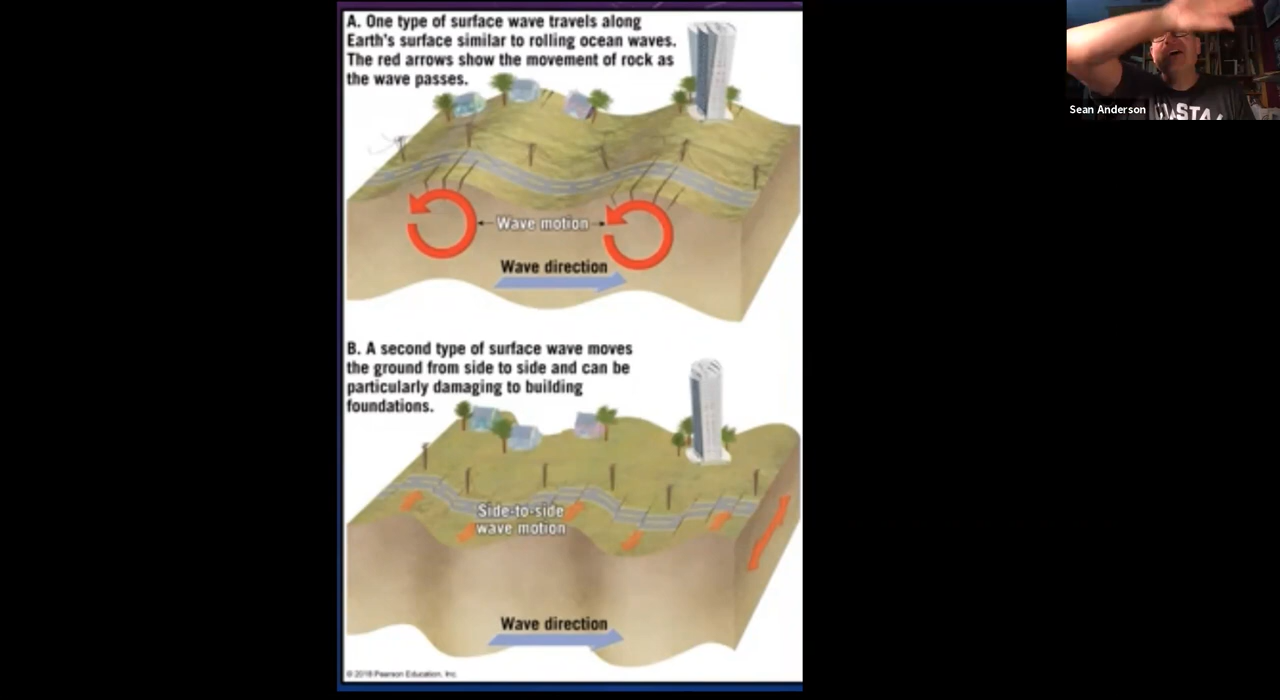 A. One type of surface wave travels along
Earth's surface similar to rolling ocean waves.
The red arrows show the movement of rock as
the wave passes.
Wave motion
Wave direction
B. A second type of surface wave moves
the ground from side to side and can be
particularly damaging to building
foundations.
Side-to-side
wave motion
Wave direction
Pearson Education, Inc.
Sean Anderson